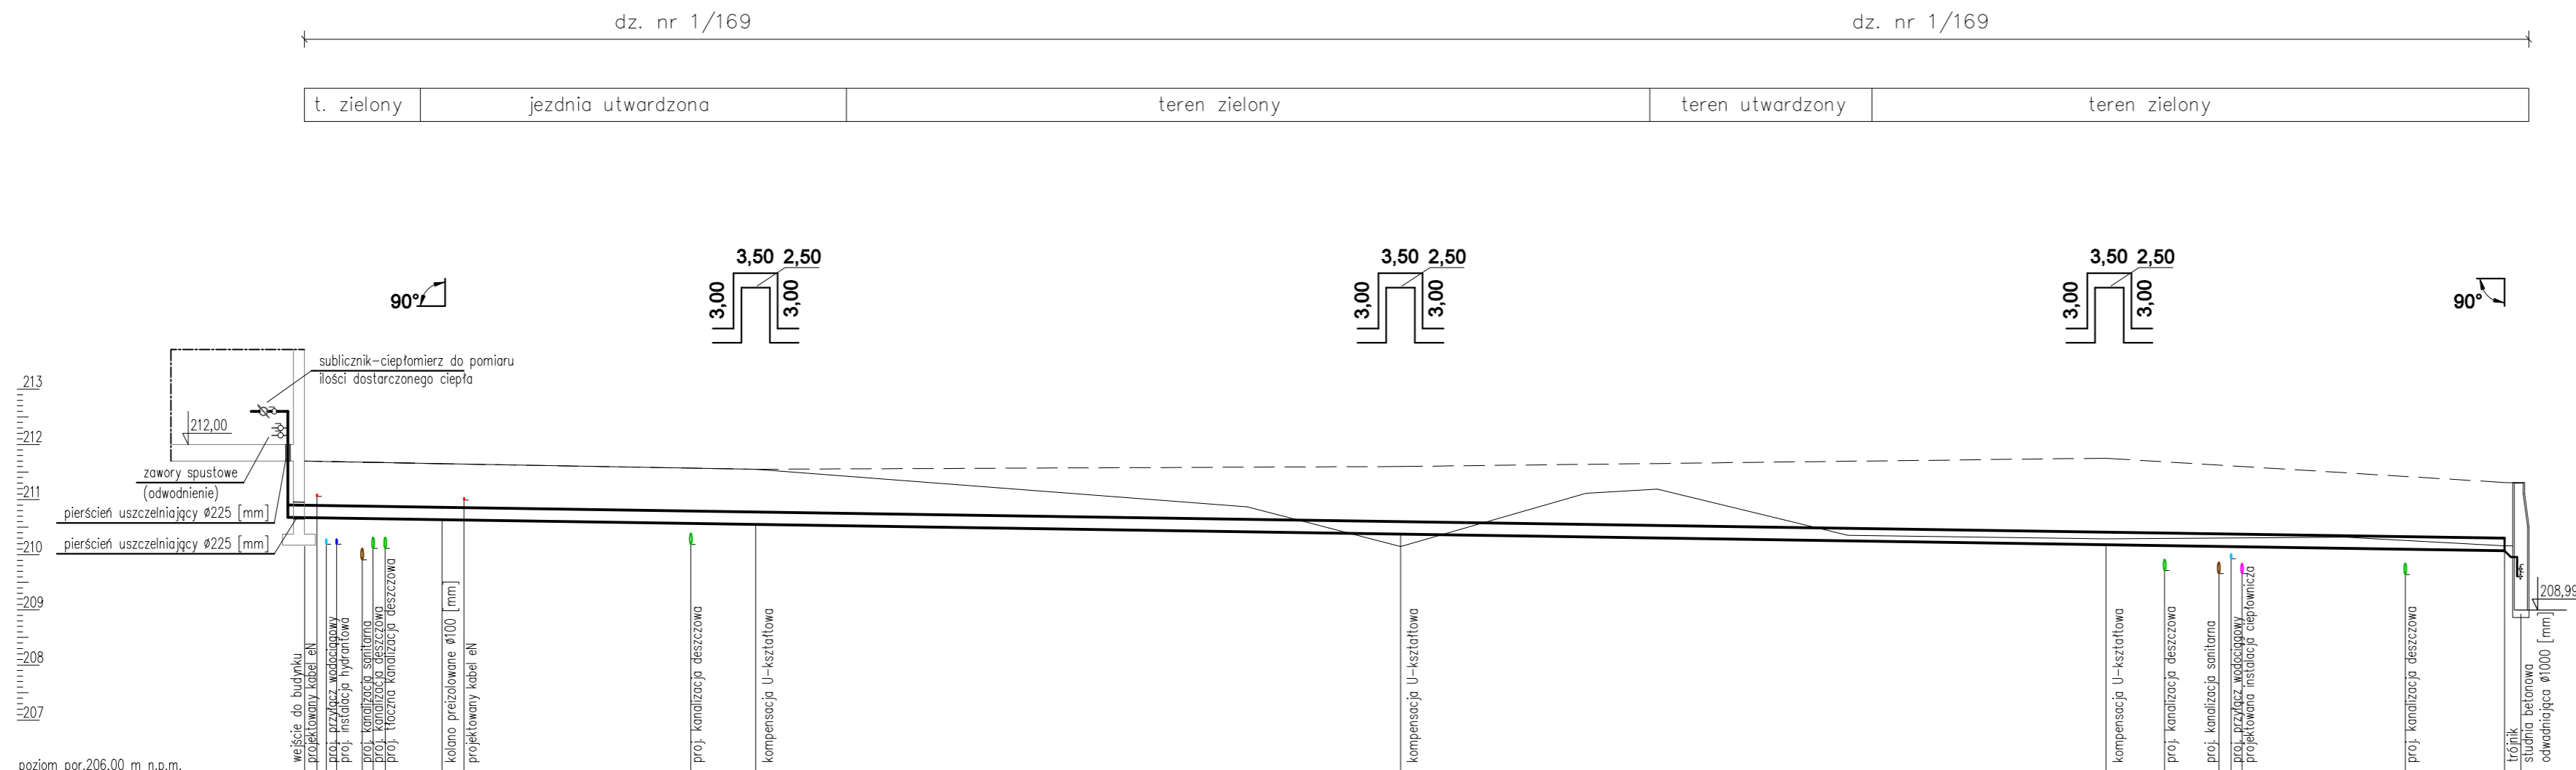 dz. nr 1/169
dz. nr 1/169
t. zielony
jezdnia utwardzona
teren zielony
teren utwardzony
teren zielony
90°
3,50 2,50
3,00
3,00
3,50 2,50
3,00
3,00
3,50 2,50
3,00
3,00
90°
sublicznik-ciepłomierz do pomiaru
ilości dostarczonego ciepła
213
212
211
210
209
208
207
212,00
zawory spustowe
(odwodnienie)
pierścień uszczelniający ø225 [mm]
pierścień uszczelniający ø225 [mm]
208,99
wejście do budynku
projektowany kabel eN
proj. przyłącz wodociągowy
proj. instalacja hydrantowa
proj. kanalizacja sanitarna
proj. kanalizacja deszczowa
proj. tłoczna kanalizacja deszczowa
kolano preizolowane ø100 [mm]
projektowany kabel eN
proj. kanalizacja deszczowa
kompensacja U-kształtowa
kompensacja U-kształtowa
kompensacja U-kształtowa
proj. kanalizacja deszczowa
proj. kanalizacja sanitarna
proj. przyłącz wodociągowy
projektowana instalacja ciepłownicza
proj. kanalizacja deszczowa
trójnik
studnia betonowa
odwadniająca ø1000 [mm]
poziom por.206,00 m n.p.m.